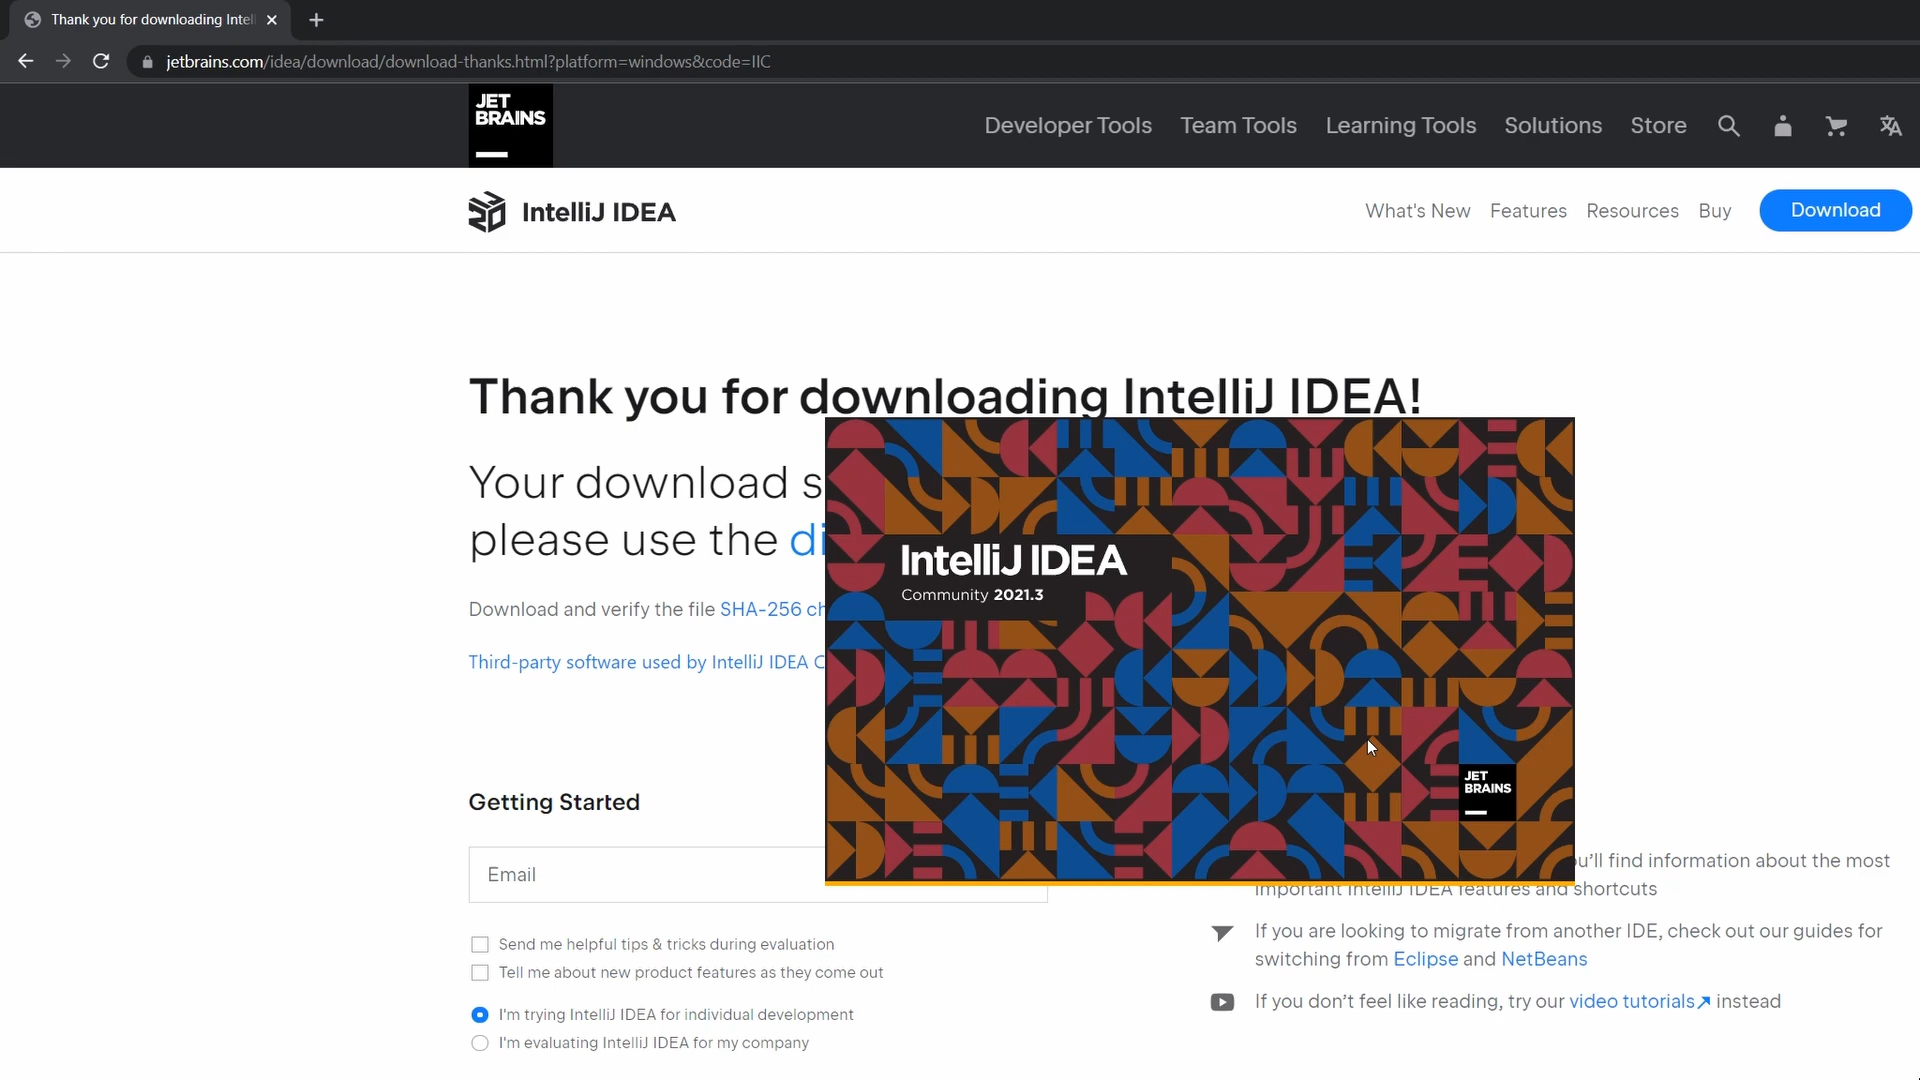 Thank you for downloading Intel
jetbrains.com/idea/download/download-thanks.html?platform=windows&code=IIC
JET
BRAINS
Developer Tools
Team Tools
Learning Tools
Solutions
Store
IntelliJ IDEA
What's New
Features
Resources
Buy
Download
Thank you for downloading IntelliJ IDEA!
Your download s
please use the di
Download and verify the file SHA-256 ch
Third-party software used by IntelliJ IDEA C
IntelliJ IDEA
Community 2021.3
JET
BRAINS
Getting Started
Email
Send me helpful tips & tricks during evaluation
Tell me about new product features as they come out
I'm trying IntelliJ IDEA for individual development
I'm evaluating IntelliJ IDEA for my company
u'll find information about the most
important IntelliJ IDEA features and shortcuts
If you are looking to migrate from another IDE, check out our guides for
switching from Eclipse and NetBeans
If you don't feel like reading, try our video tutorials↗ instead